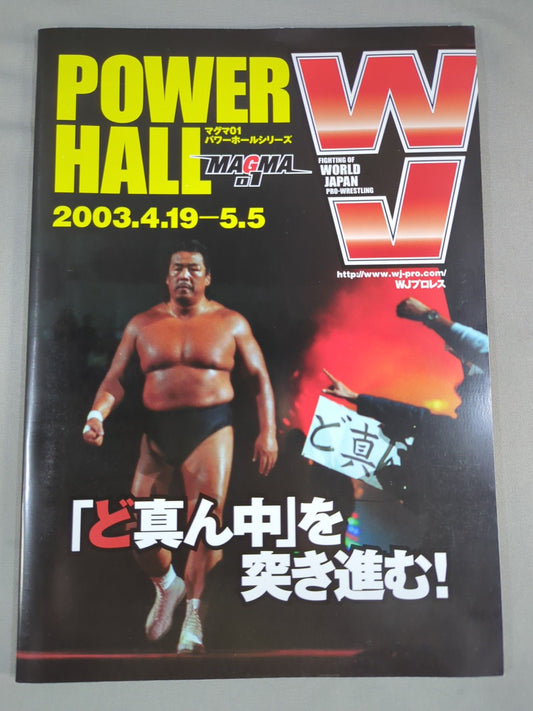 POWER
HALL
マグマ01
パワーホールシリーズ
MAGMA
01
2003.4.19—5.5
WJ
FIGHTING OF
WORLD
JAPAN
PRO-WRESTLING
http://www.wj-pro.com/
WJプロレス
ど真
「ど真ん中」を
突き進む!